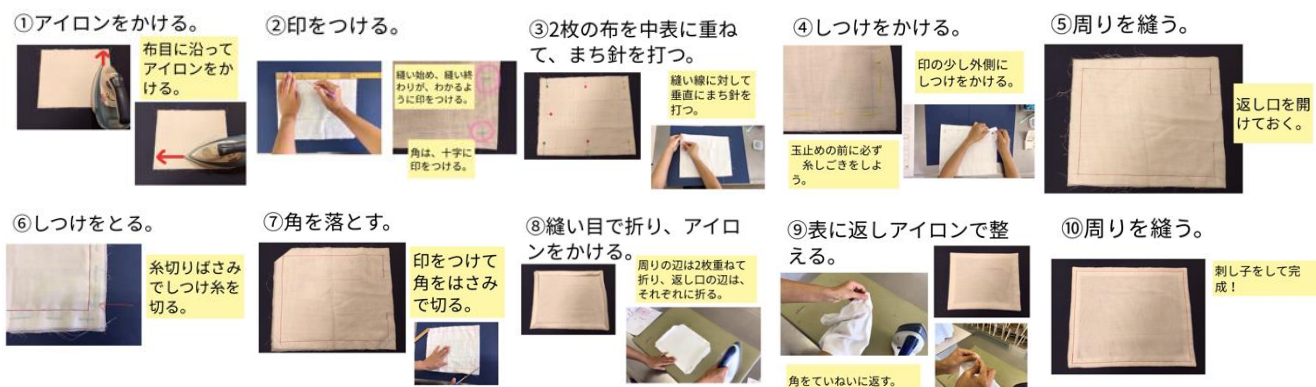 ①アイロンをかける。
布目に沿って
アイロンをか
ける。
②印をつける。
縫い始め、縫い終
わりが、わかるよ
うに印をつける。
角は、十字に
印をつける。
③2枚の布を中表に重ね
て、まち針を打つ。
縫い線に対して
垂直にまち針を
打つ。
④しつけをかける。
印の少し外側に
しつけをかける。
玉止めの前に必ず
糸しごきをしよ
う。
⑤周りを縫う。
返し口を開
けておく。
⑥しつけをとる。
糸切りばさみ
でしつけ糸を
切る。
⑦角を落とす。
印をつけて
角をはさみ
で切る。
⑧縫い目で折り、アイロ
ンをかける。
周りの辺は2枚重ねて
折り、返し口の辺は、
それぞれに折る。
⑨表に返しアイロンで整
える。
角をていねいに返す。
⑩周りを縫う。
刺し子をして完
成！